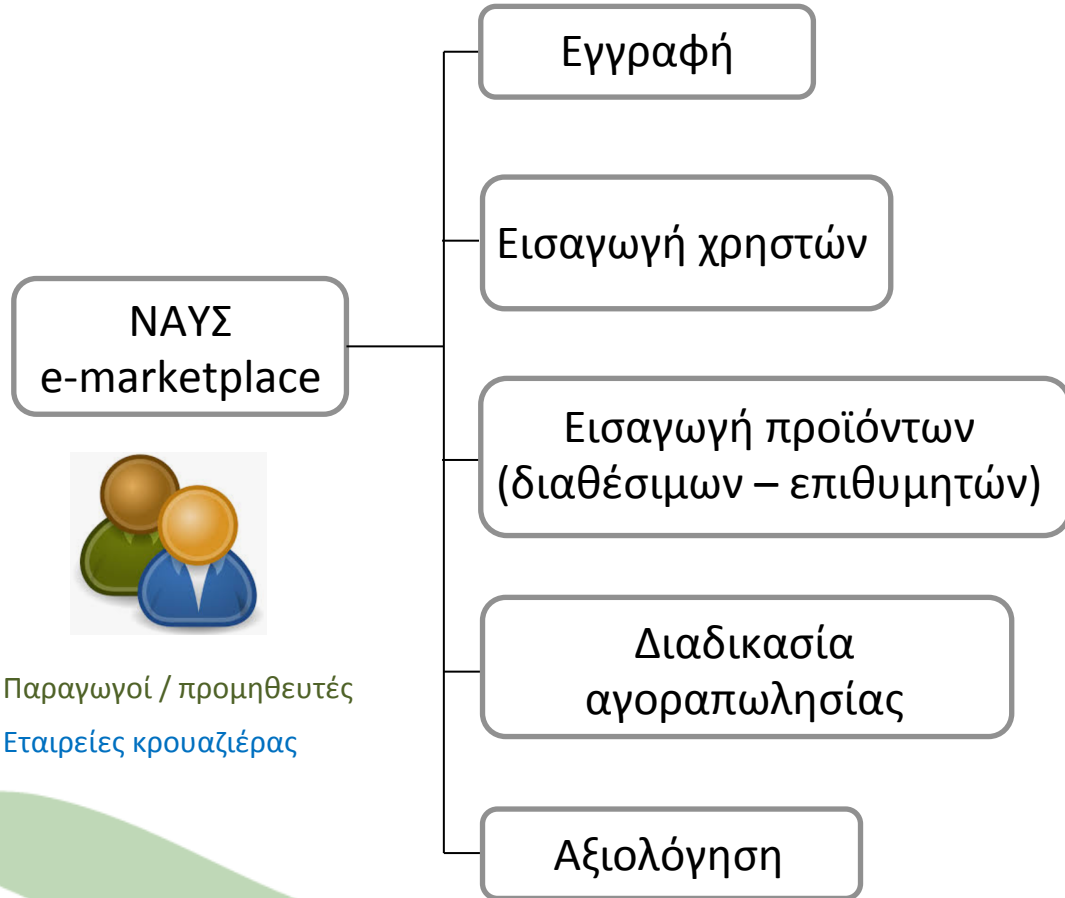 Εγγραφή
Εισαγωγή χρηστών
ΝΑΥΣ
e-marketplace
Εισαγωγή προϊόντων
(διαθέσιμων – επιθυμητών)
Διαδικασία
αγοραπωλησίας
Παραγωγοί / προμηθευτές
Εταιρείες κρουαζιέρας
Αξιολόγηση